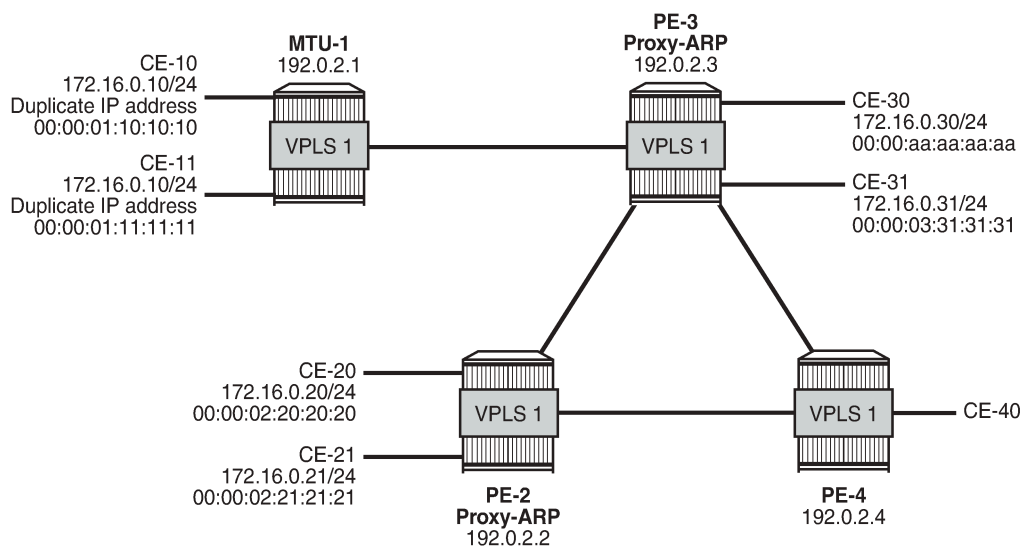 MTU-1
192.0.2.1
CE-10
172.16.0.10/24
Duplicate IP address
00:00:01:10:10:10
CE-11
172.16.0.10/24
Duplicate IP address
00:00:01:11:11:11
VPLS 1
PE-3
Proxy-ARP
192.0.2.3
VPLS 1
CE-30
172.16.0.30/24
00:00:aa:aa:aa:aa
CE-31
172.16.0.31/24
00:00:03:31:31:31
CE-20
172.16.0.20/24
00:00:02:20:20:20
CE-21
172.16.0.21/24
00:00:02:21:21:21
VPLS 1
PE-2
Proxy-ARP
192.0.2.2
VPLS 1
CE-40
PE-4
192.0.2.4